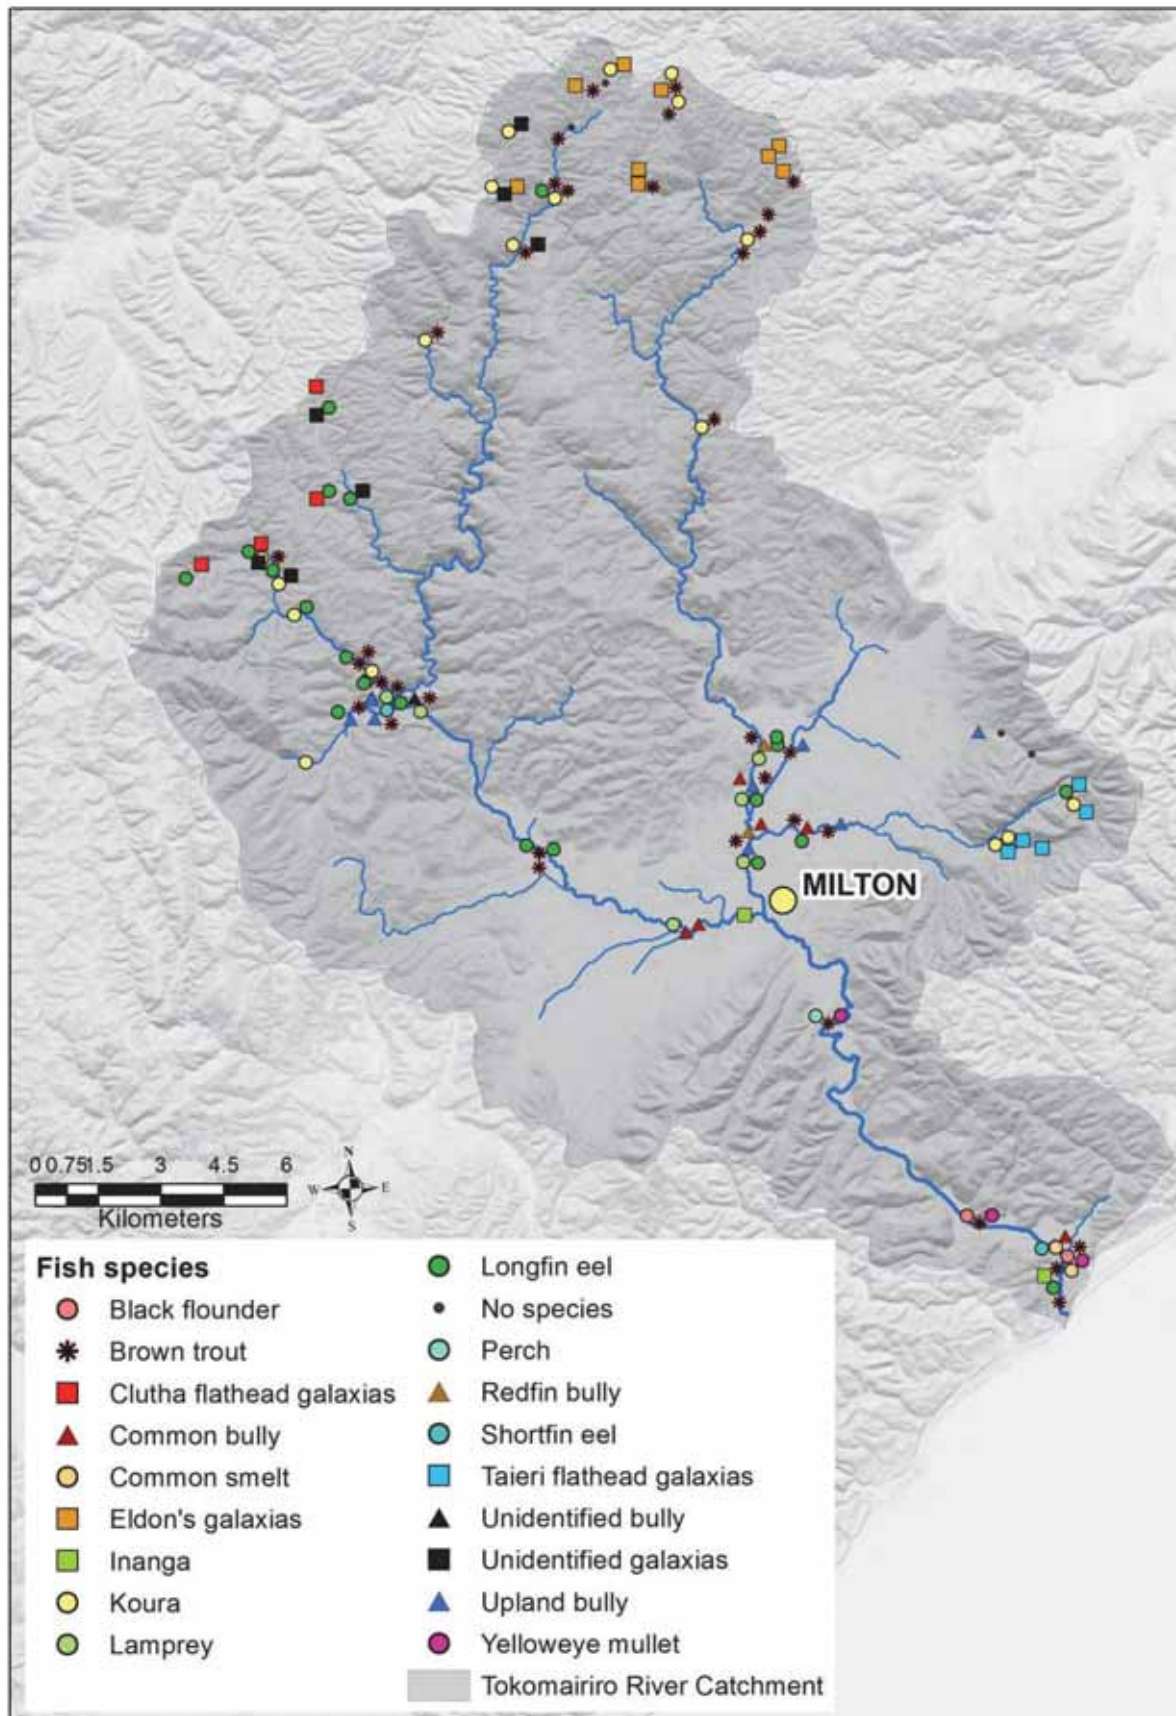 MILTON
0 0.75 1.5 3 4.5 6
Kilometers
N
W E
S
Fish species
Black flounder
Brown trout
Clutha flathead galaxias
Common bully
Common smelt
Eldon's galaxias
Inanga
Koura
Lamprey
Longfin eel
No species
Perch
Redfin bully
Shortfin eel
Taieri flathead galaxias
Unidentified bully
Unidentified galaxias
Upland bully
Yelloweye mullet
Tokomairiro River Catchment